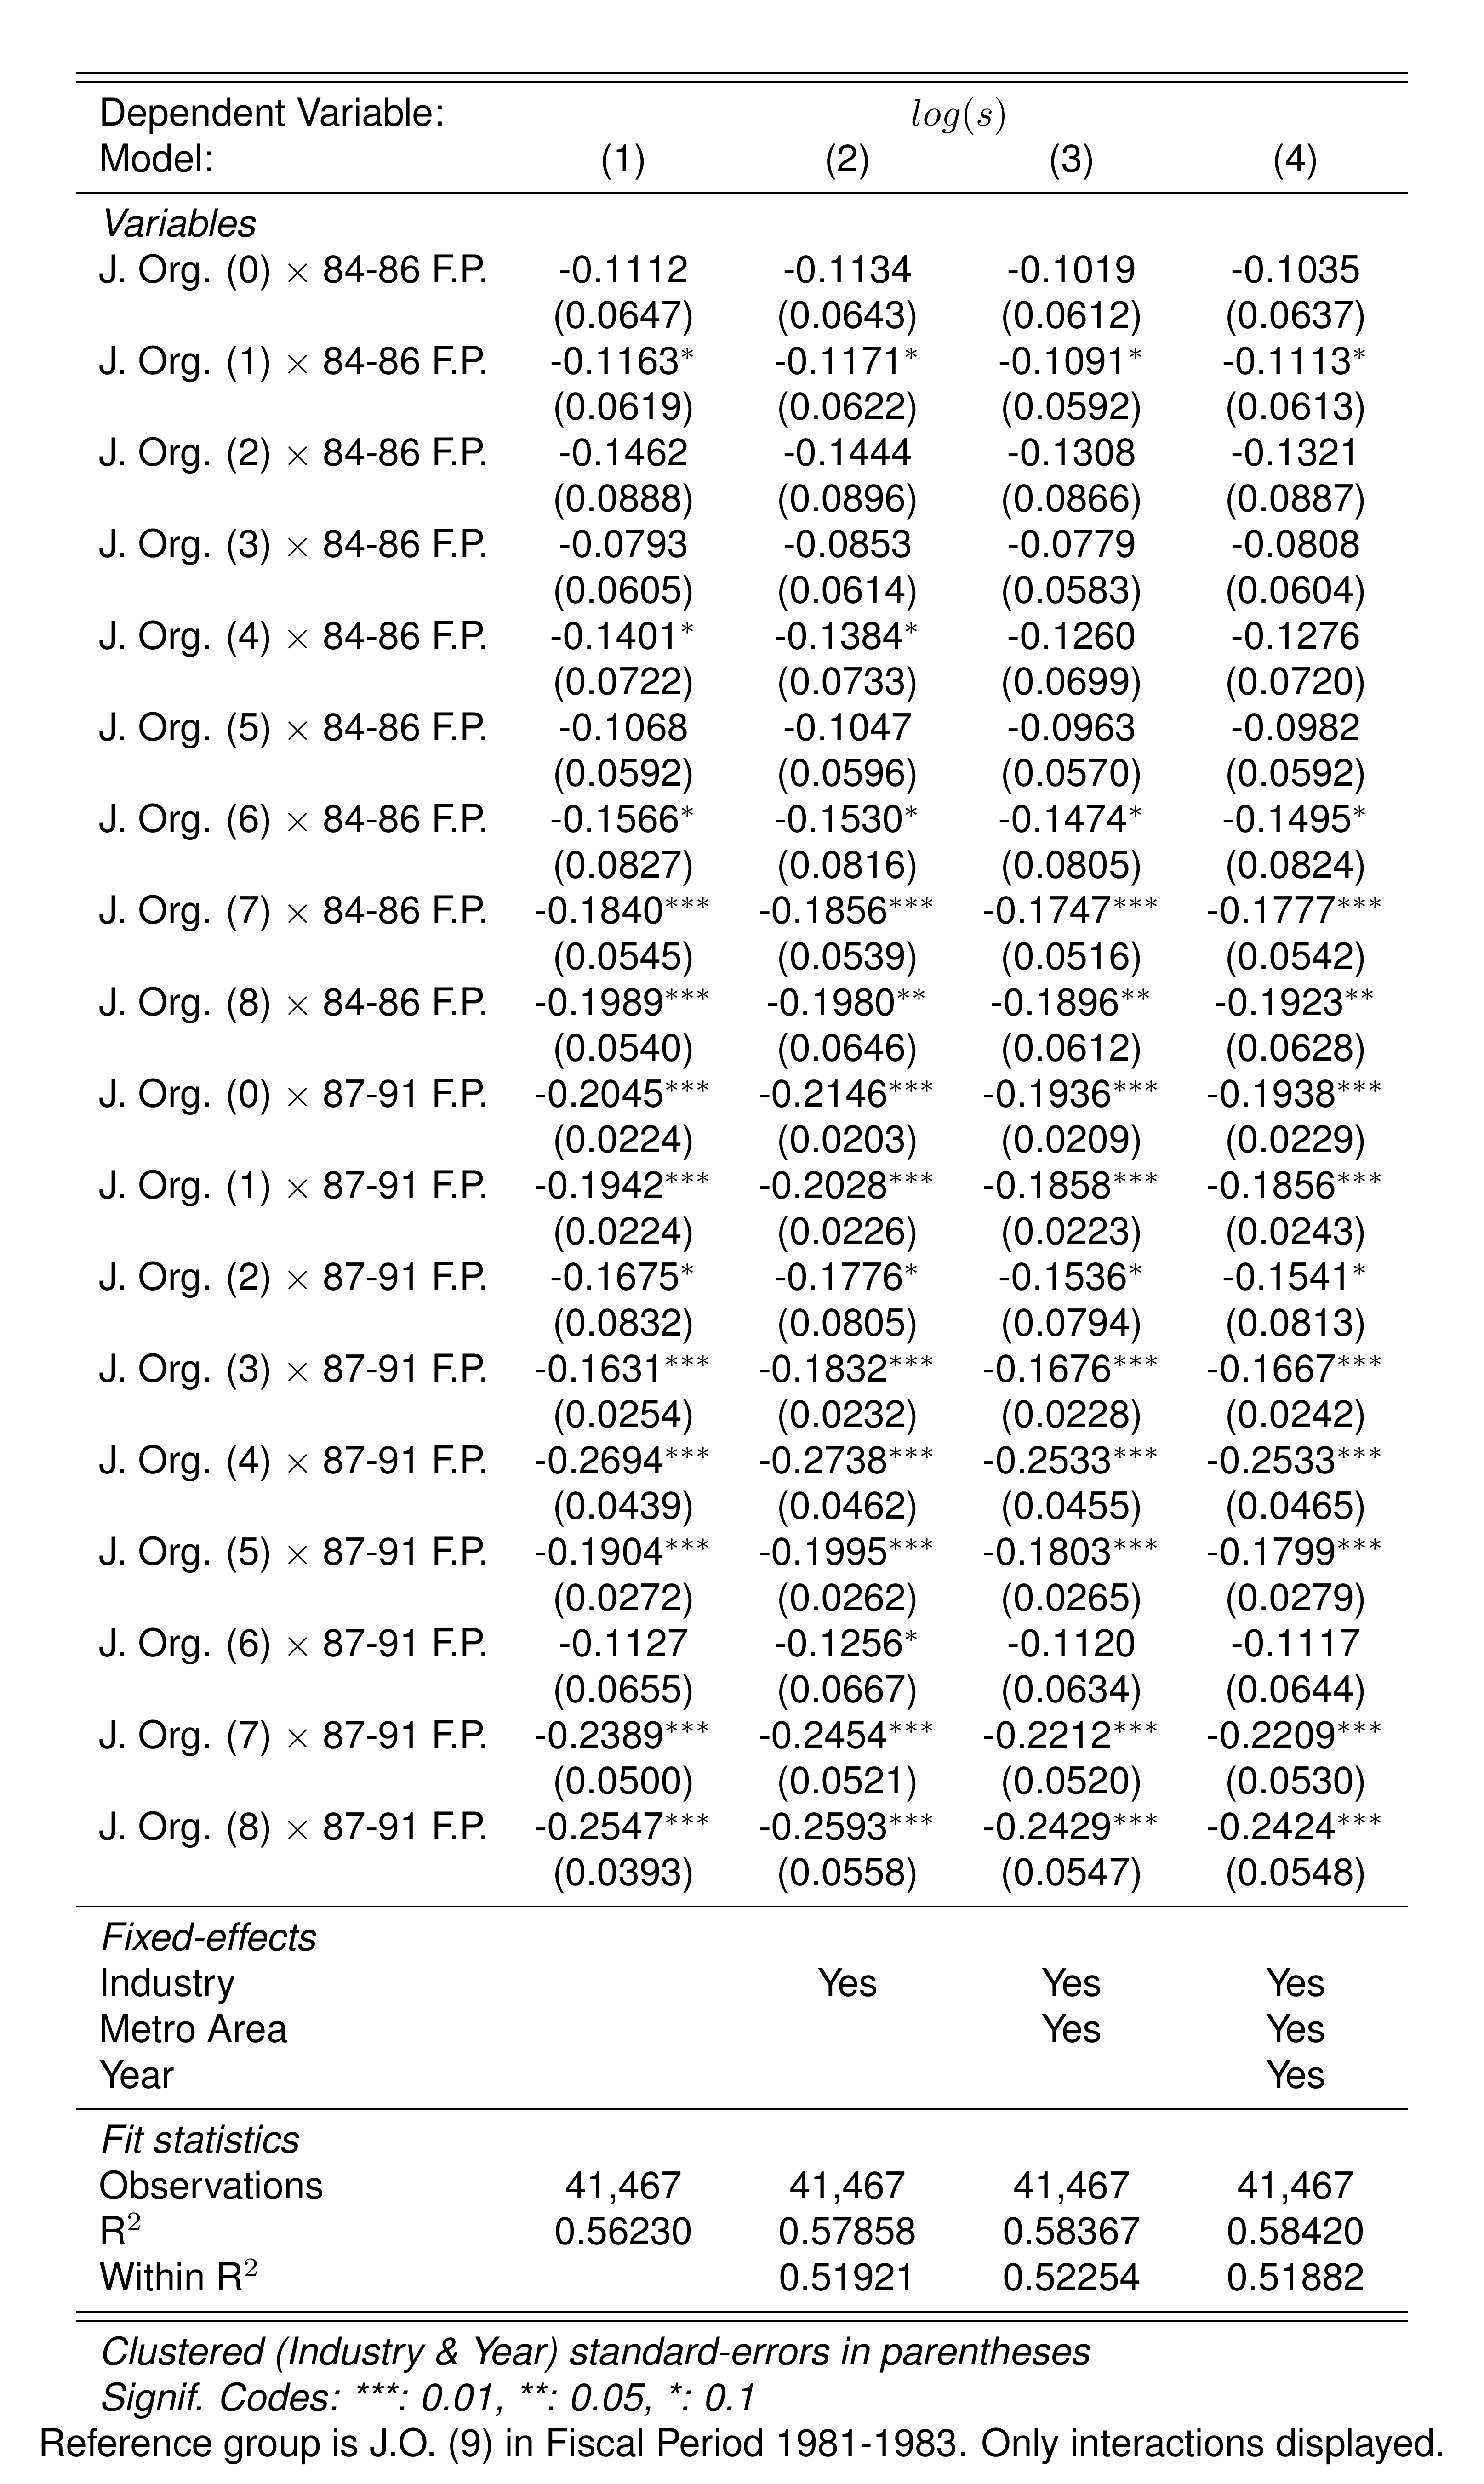 Dependent Variable: log(s)
Model: (1) (2) (3) (4)
Variables
J. Org. (0) × 84-86 F.P. -0.1112 -0.1134 -0.1019 -0.1035
(0.0647) (0.0643) (0.0612) (0.0637)
J. Org. (1) × 84-86 F.P. -0.1163* -0.1171* -0.1091* -0.1113*
(0.0619) (0.0622) (0.0592) (0.0613)
J. Org. (2) × 84-86 F.P. -0.1462 -0.1444 -0.1308 -0.1321
(0.0888) (0.0896) (0.0866) (0.0887)
J. Org. (3) × 84-86 F.P. -0.0793 -0.0853 -0.0779 -0.0808
(0.0605) (0.0614) (0.0583) (0.0604)
J. Org. (4) × 84-86 F.P. -0.1401* -0.1384* -0.1260 -0.1276
(0.0722) (0.0733) (0.0699) (0.0720)
J. Org. (5) × 84-86 F.P. -0.1068 -0.1047 -0.0963 -0.0982
(0.0592) (0.0596) (0.0570) (0.0592)
J. Org. (6) × 84-86 F.P. -0.1566* -0.1530* -0.1474* -0.1495*
(0.0827) (0.0816) (0.0805) (0.0824)
J. Org. (7) × 84-86 F.P. -0.1840*** -0.1856*** -0.1747*** -0.1777***
(0.0545) (0.0539) (0.0516) (0.0542)
J. Org. (8) × 84-86 F.P. -0.1989*** -0.1980** -0.1896** -0.1923**
(0.0540) (0.0646) (0.0612) (0.0628)
J. Org. (0) × 87-91 F.P. -0.2045*** -0.2146*** -0.1936*** -0.1938***
(0.0224) (0.0203) (0.0209) (0.0229)
J. Org. (1) × 87-91 F.P. -0.1942*** -0.2028*** -0.1858*** -0.1856***
(0.0224) (0.0226) (0.0223) (0.0243)
J. Org. (2) × 87-91 F.P. -0.1675* -0.1776* -0.1536* -0.1541*
(0.0832) (0.0805) (0.0794) (0.0813)
J. Org. (3) × 87-91 F.P. -0.1631*** -0.1832*** -0.1676*** -0.1667***
(0.0254) (0.0232) (0.0228) (0.0242)
J. Org. (4) × 87-91 F.P. -0.2694*** -0.2738*** -0.2533*** -0.2533***
(0.0439) (0.0462) (0.0455) (0.0465)
J. Org. (5) × 87-91 F.P. -0.1904*** -0.1995*** -0.1803*** -0.1799***
(0.0272) (0.0262) (0.0265) (0.0279)
J. Org. (6) × 87-91 F.P. -0.1127 -0.1256* -0.1120 -0.1117
(0.0655) (0.0667) (0.0634) (0.0644)
J. Org. (7) × 87-91 F.P. -0.2389*** -0.2454*** -0.2212*** -0.2209***
(0.0500) (0.0521) (0.0520) (0.0530)
J. Org. (8) × 87-91 F.P. -0.2547*** -0.2593*** -0.2429*** -0.2424***
(0.0393) (0.0558) (0.0547) (0.0548)
Fixed-effects
Industry Yes Yes Yes
Metro Area Yes Yes
Year Yes
Fit statistics
Observations 41,467 41,467 41,467 41,467
R² 0.56230 0.57858 0.58367 0.58420
Within R² 0.51921 0.52254 0.51882
Clustered (Industry & Year) standard-errors in parentheses
Signif. Codes: ***: 0.01, **: 0.05, *: 0.1
Reference group is J.O. (9) in Fiscal Period 1981-1983. Only interactions displayed.